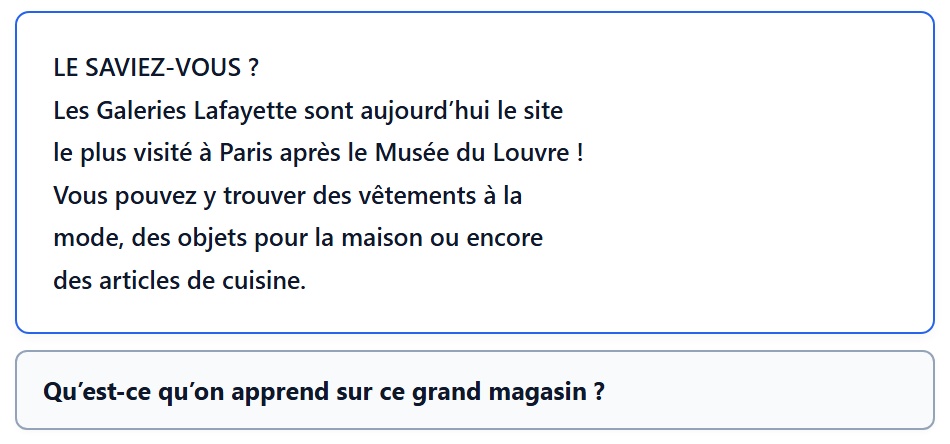 LE SAVIEZ-VOUS ?
Les Galeries Lafayette sont aujourd’hui le site
le plus visité à Paris après le Musée du Louvre !
Vous pouvez y trouver des vêtements à la
mode, des objets pour la maison ou encore
des articles de cuisine.
Qu’est-ce qu’on apprend sur ce grand magasin ?